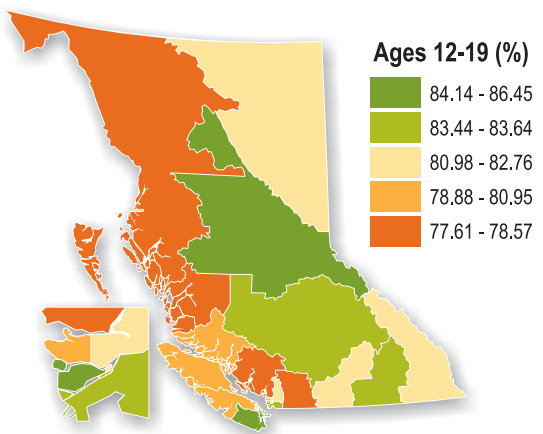 Ages 12-19 (%)
84.14 - 86.45
83.44 - 83.64
80.98 - 82.76
78.88 - 80.95
77.61 - 78.57